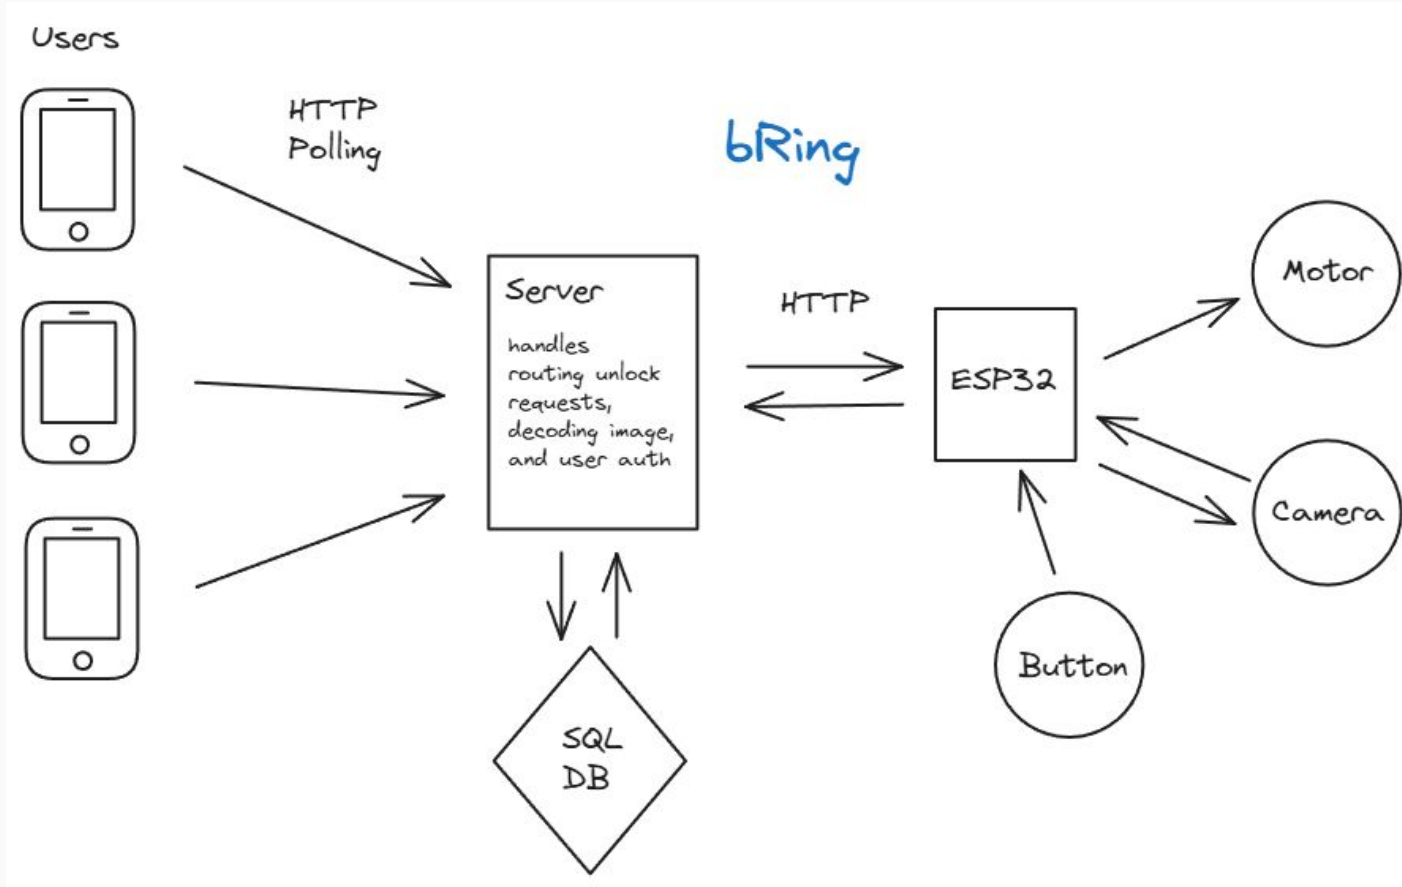 Users
HTTP
Polling
bRing
Server
handles
routing unlock
requests,
decoding image,
and user auth
HTTP
ESP32
Motor
Camera
Button
SQL
DB